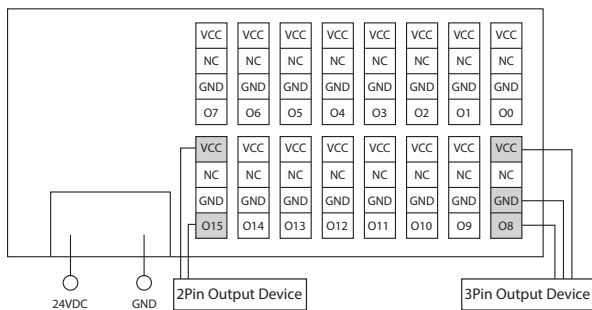 VCC VCC VCC VCC VCC VCC VCC VCC
NC NC NC NC NC NC NC NC
GND GND GND GND GND GND GND GND
O7 O6 O5 O4 O3 O2 O1 O0
VCC VCC VCC VCC VCC VCC VCC VCC
NC NC NC NC NC NC NC NC
GND GND GND GND GND GND GND GND
O15 O14 O13 O12 O11 O10 O9 O8
24VDC GND 2Pin Output Device 3Pin Output Device